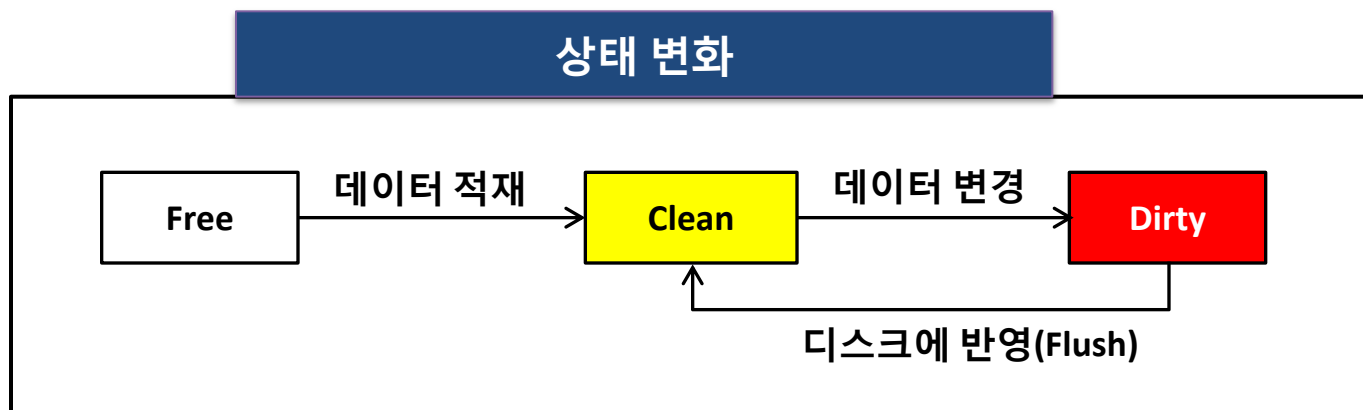 상태 변화
데이터 적재
데이터 변경
Free
Clean
Dirty
디스크에 반영(Flush)